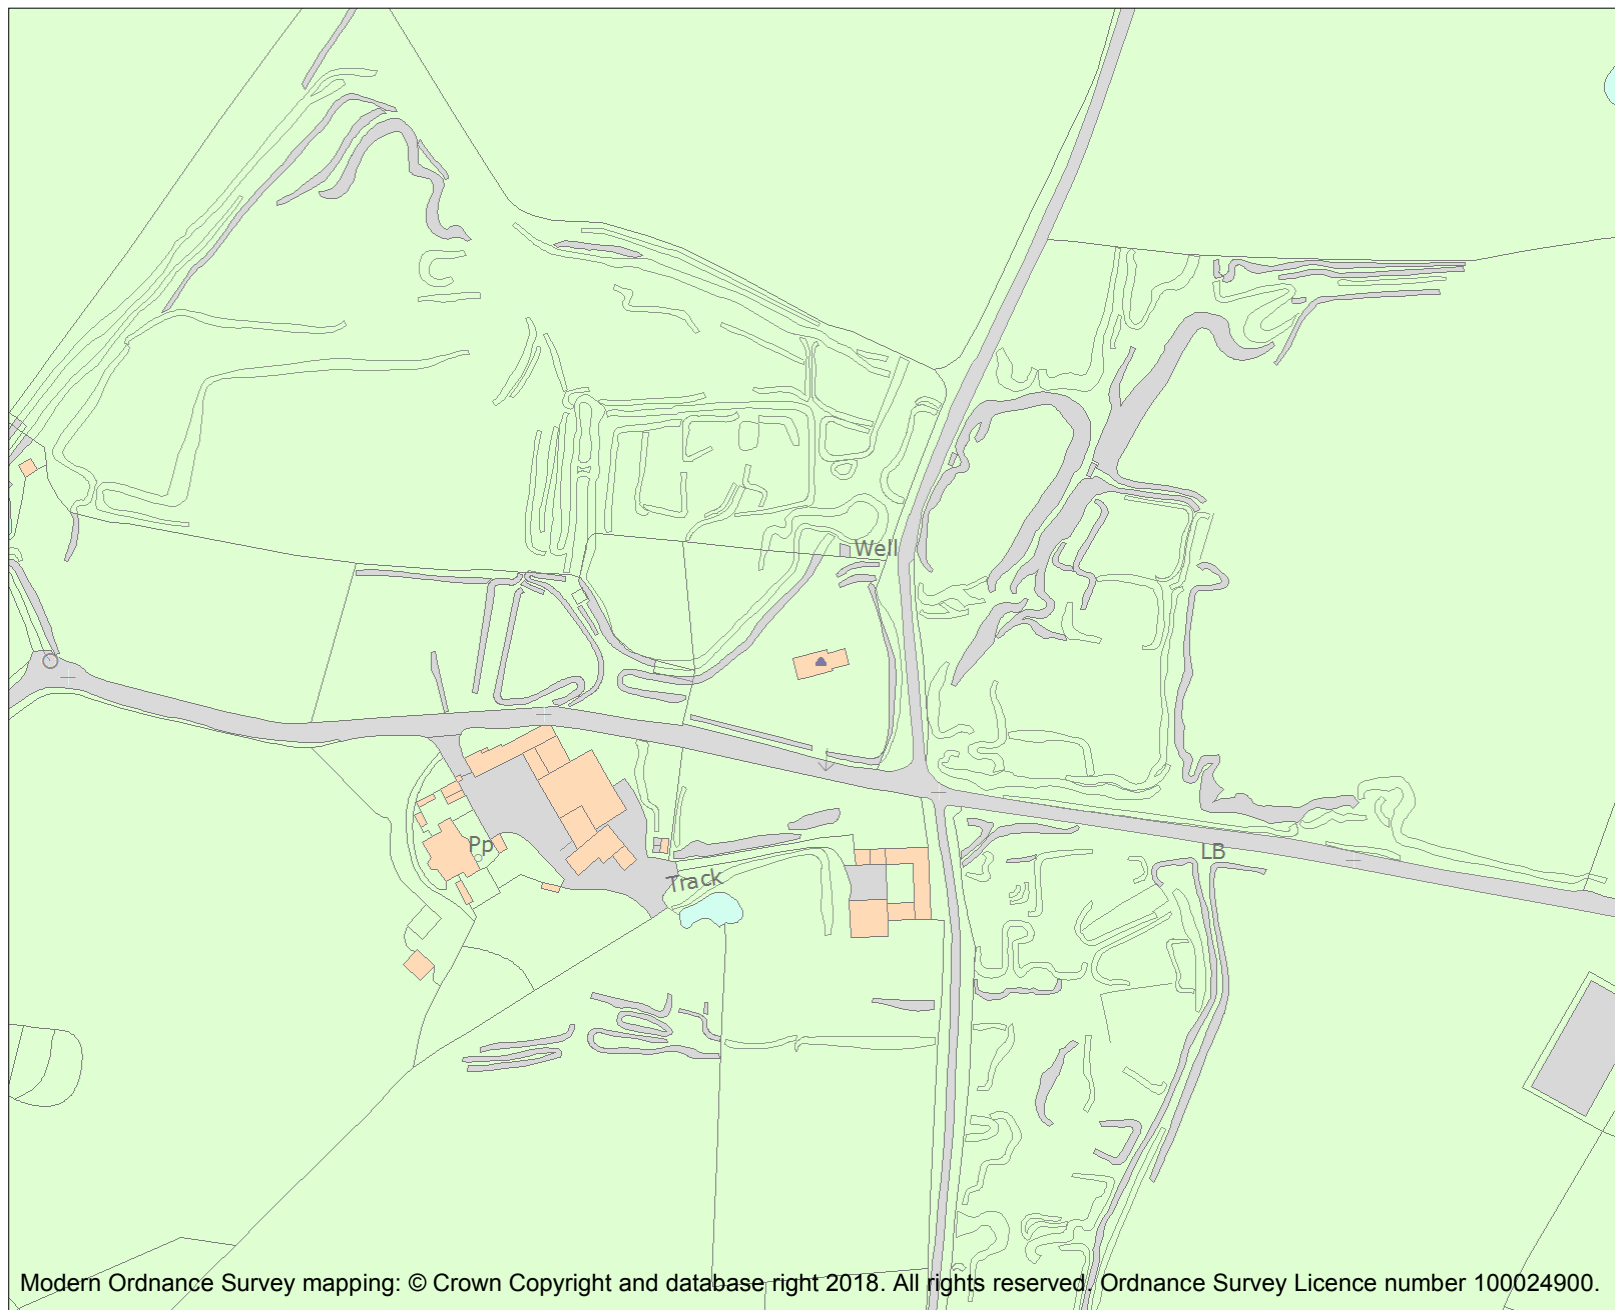 Well
Pp
Track
LB
Modern Ordnance Survey mapping: © Crown Copyright and database right 2018. All rights reserved. Ordnance Survey Licence number 100024900.